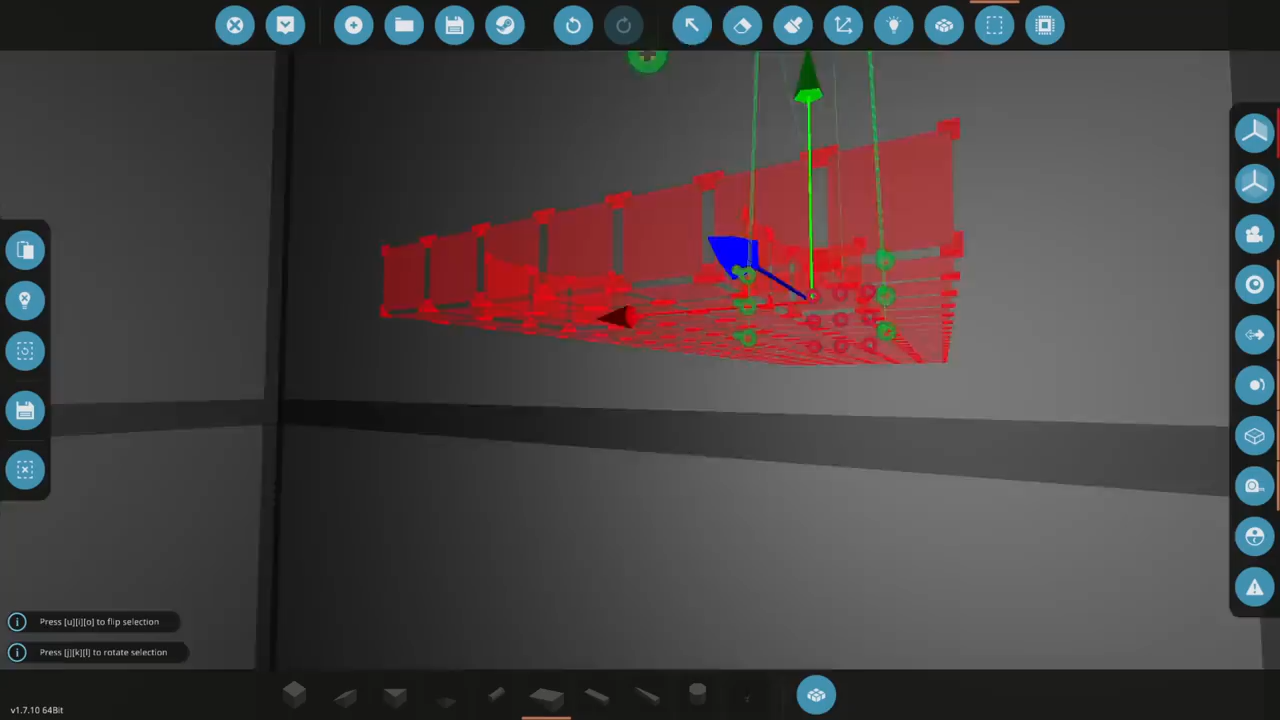 Press [u][i][o] to flip selection
Press [j][k][l] to rotate selection
v1.7.10 64Bit